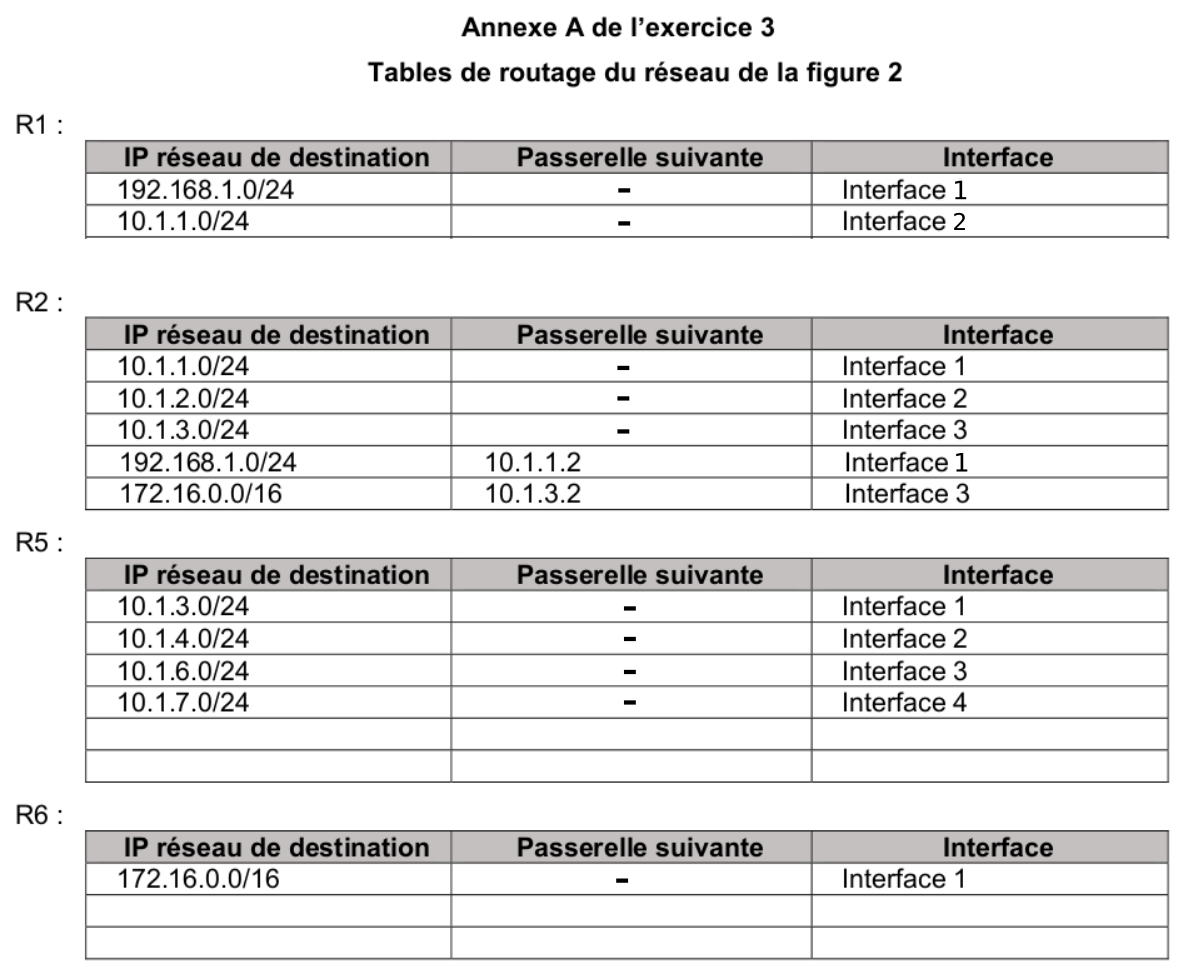 Annexe A de l’exercice 3
Tables de routage du réseau de la figure 2
R1 :
IP réseau de destination Passerelle suivante Interface
192.168.1.0/24 - Interface 1
10.1.1.0/24 - Interface 2
R2 :
IP réseau de destination Passerelle suivante Interface
10.1.1.0/24 - Interface 1
10.1.2.0/24 - Interface 2
10.1.3.0/24 - Interface 3
192.168.1.0/24 10.1.1.2 Interface 1
172.16.0.0/16 10.1.3.2 Interface 3
R5 :
IP réseau de destination Passerelle suivante Interface
10.1.3.0/24 - Interface 1
10.1.4.0/24 - Interface 2
10.1.6.0/24 - Interface 3
10.1.7.0/24 - Interface 4
R6 :
IP réseau de destination Passerelle suivante Interface
172.16.0.0/16 - Interface 1